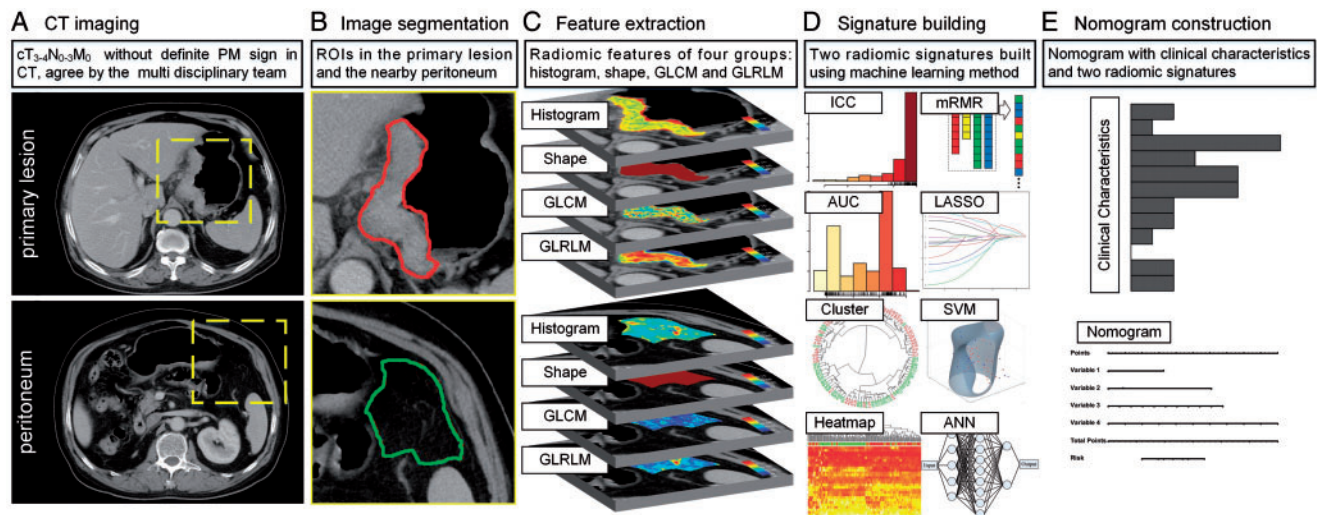 A CT imaging
cT3-4N0-3M0 without definite PM sign in
CT, agree by the multi disciplinary team
primary lesion
peritoneum
B Image segmentation
ROIs in the primary lesion
and the nearby peritoneum
C Feature extraction
Radiomic features of four groups:
histogram, shape, GLCM and GLRLM
Histogram
Shape
GLCM
GLRLM
Histogram
Shape
GLCM
GLRLM
D Signature building
Two radiomic signatures built
using machine learning method
ICC
mRMR
AUC
LASSO
Cluster
SVM
Heatmap
ANN
Input
Output
E Nomogram construction
Nomogram with clinical characteristics
and two radiomic signatures
Clinical Characteristics
Nomogram
Points
Variable 1
Variable 2
Variable 3
Variable 4
Total Points
Risk